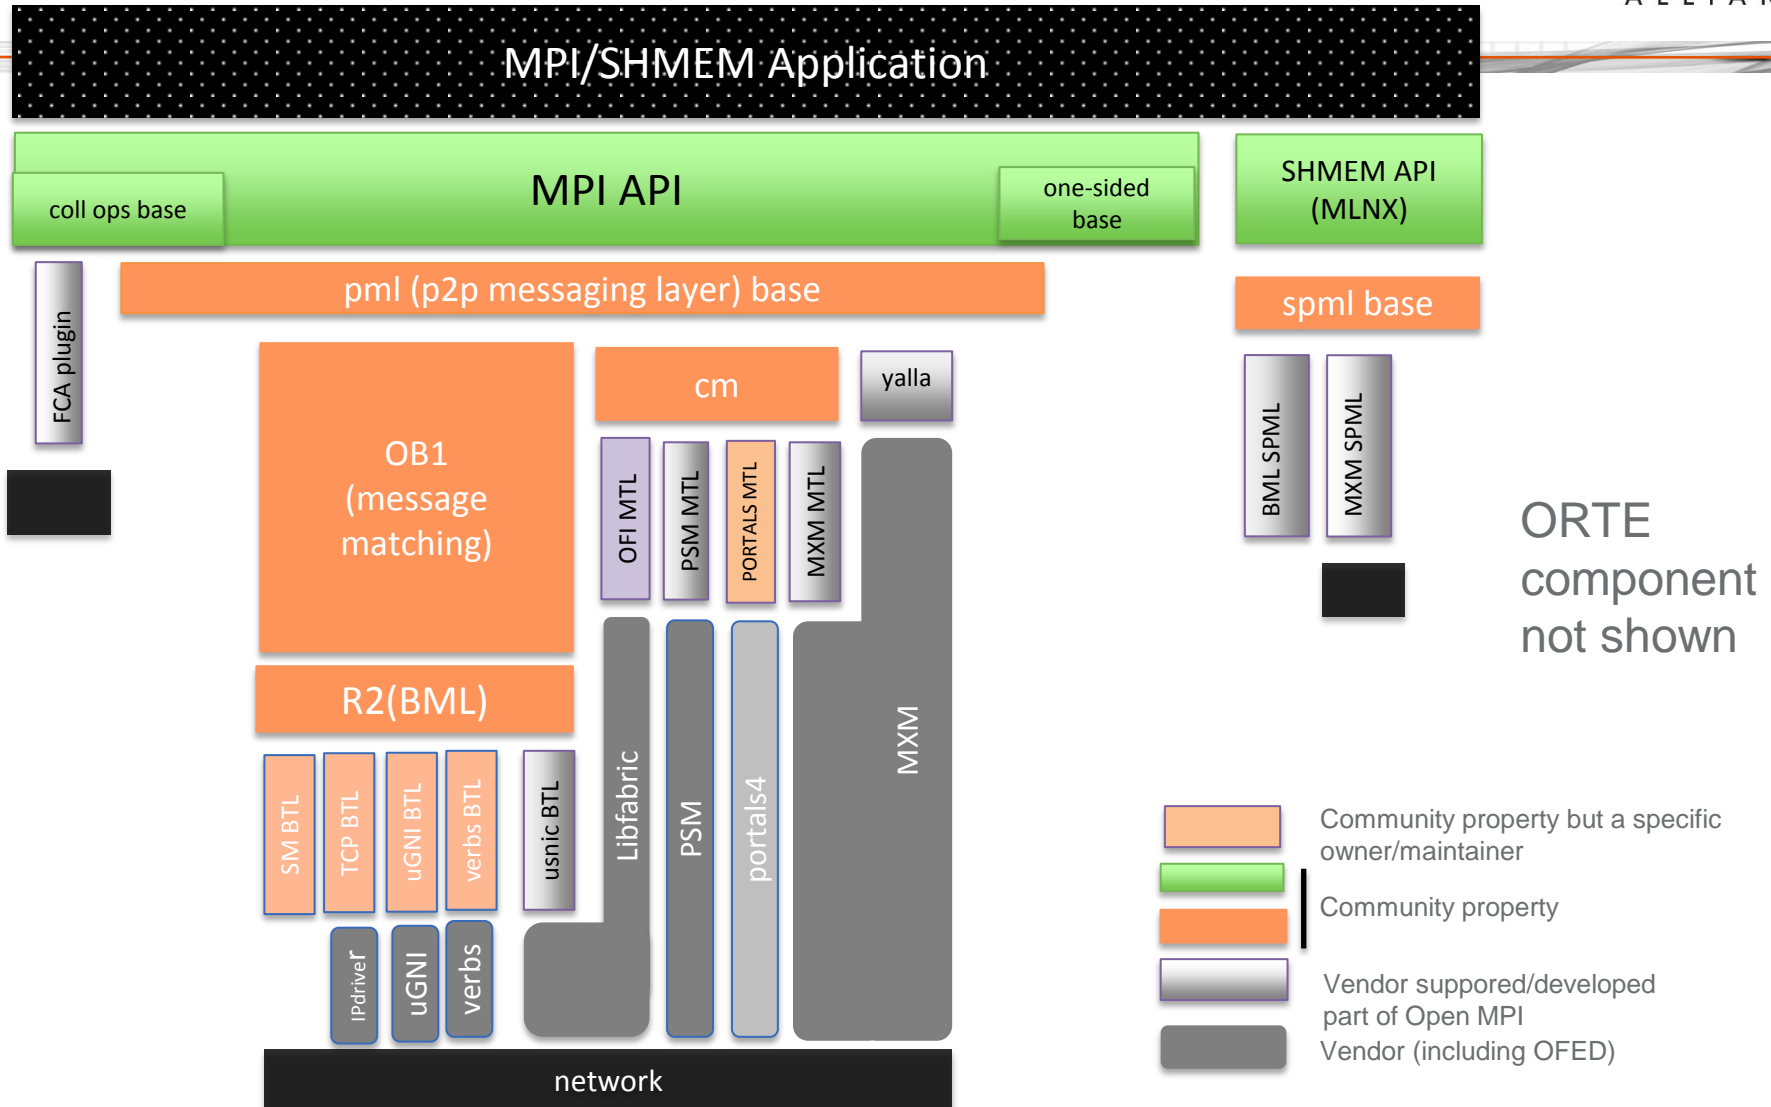 MPI/SHMEM Application
MPI API
coll ops base
one-sided
base
SHMEM API
(MLNX)
FCA plugin
pml (p2p messaging layer) base
spml base
OB1
(message
matching)
cm
yalla
OFI MTL
PSM MTL
PORTALS MTL
MXM MTL
BML SPML
MXM SPML
ORTE
component
not shown
R2(BML)
SM BTL
TCP BTL
uGNI BTL
verbs BTL
usnic BTL
Libfabric
PSM
portals4
MXM
IPdriver
uGNI
verbs
network
Community property but a specific
owner/maintainer
Community property
Vendor suppored/developed
part of Open MPI
Vendor (including OFED)